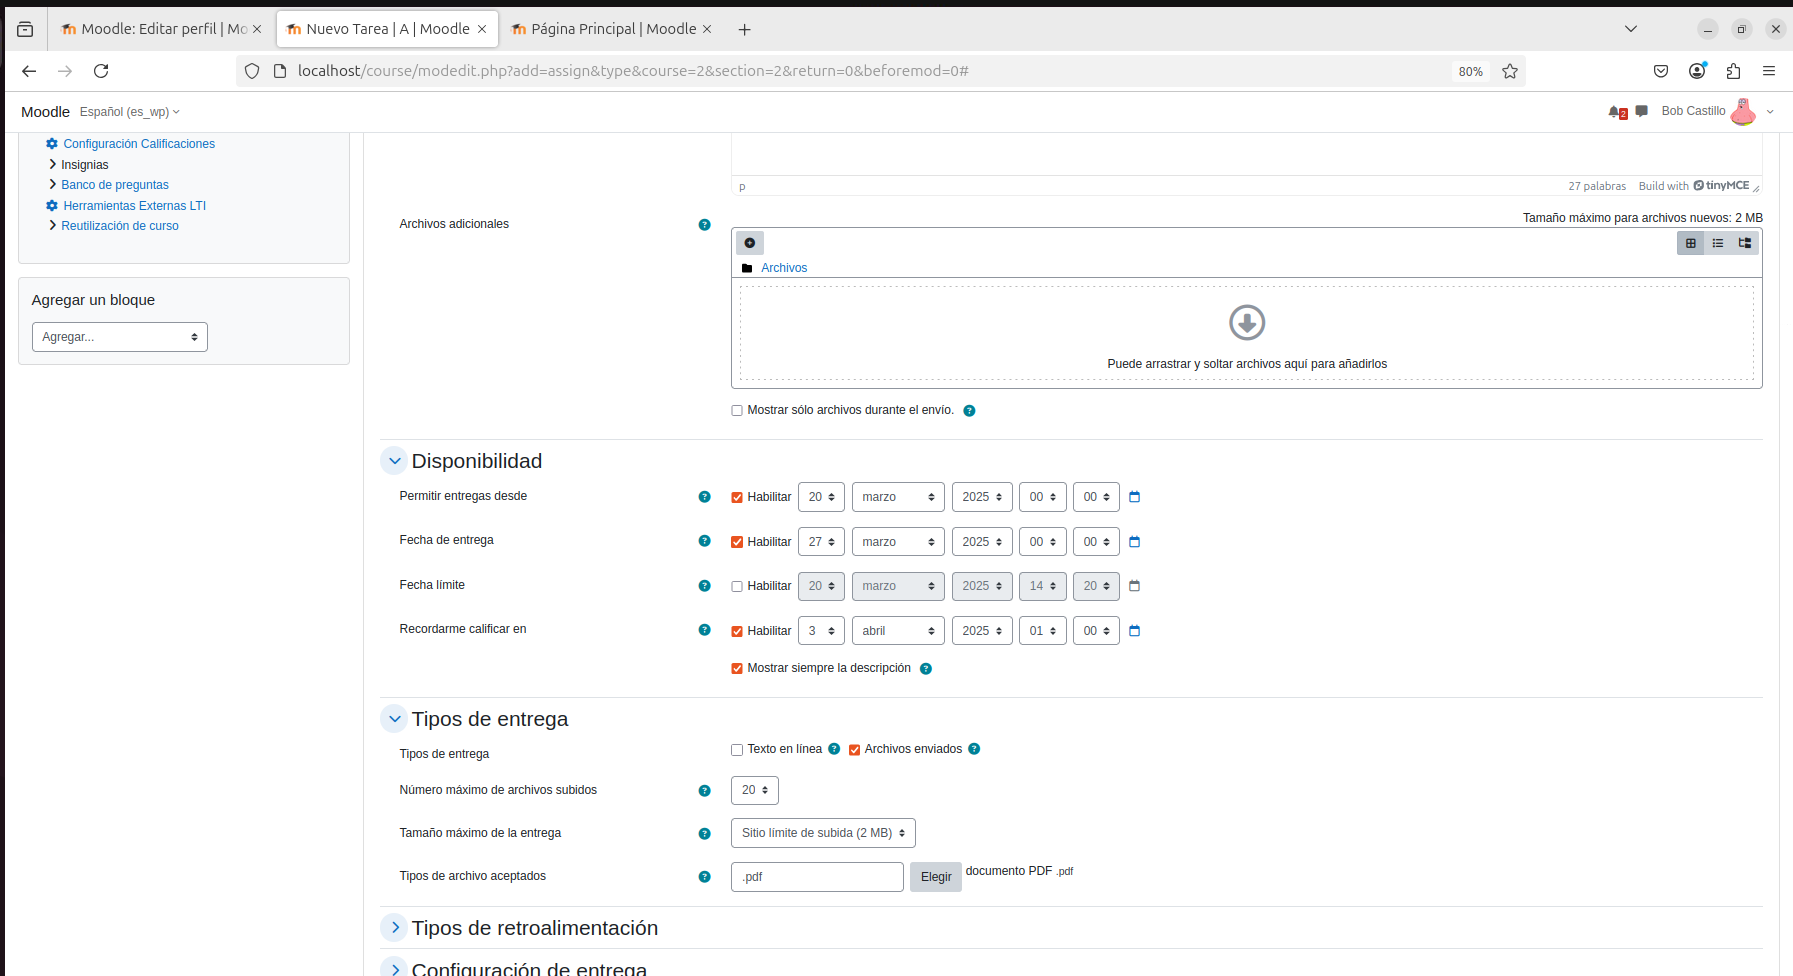 Moodle: Editar perfil | Mo
Nuevo Tarea | A | Moodle
Página Principal | Moodle
localhost/course/modedit.php?add=assign&type&course=2&section=2&return=0&beforemod=0#
80%
Moodle
Español (es_wp)
2
Bob Castillo
Configuración Calificaciones
Insignias
Banco de preguntas
Herramientas Externas LTI
Reutilización de curso
Agregar un bloque
Agregar...
p
27 palabras
Build with tinyMCE
Archivos adicionales
Tamaño máximo para archivos nuevos: 2 MB
Archivos
Puede arrastrar y soltar archivos aquí para añadirlos
Mostrar sólo archivos durante el envío.
Disponibilidad
Permitir entregas desde
Habilitar 20 marzo 2025 00 00
Fecha de entrega
Habilitar 27 marzo 2025 00 00
Fecha límite
Habilitar 20 marzo 2025 14 20
Recordarme calificar en
Habilitar 3 abril 2025 01 00
Mostrar siempre la descripción
Tipos de entrega
Tipos de entrega
Texto en línea
Archivos enviados
Número máximo de archivos subidos
20
Tamaño máximo de la entrega
Sitio límite de subida (2 MB)
Tipos de archivo aceptados
.pdf
Elegir
documento PDF .pdf
Tipos de retroalimentación
Configuración de entrega